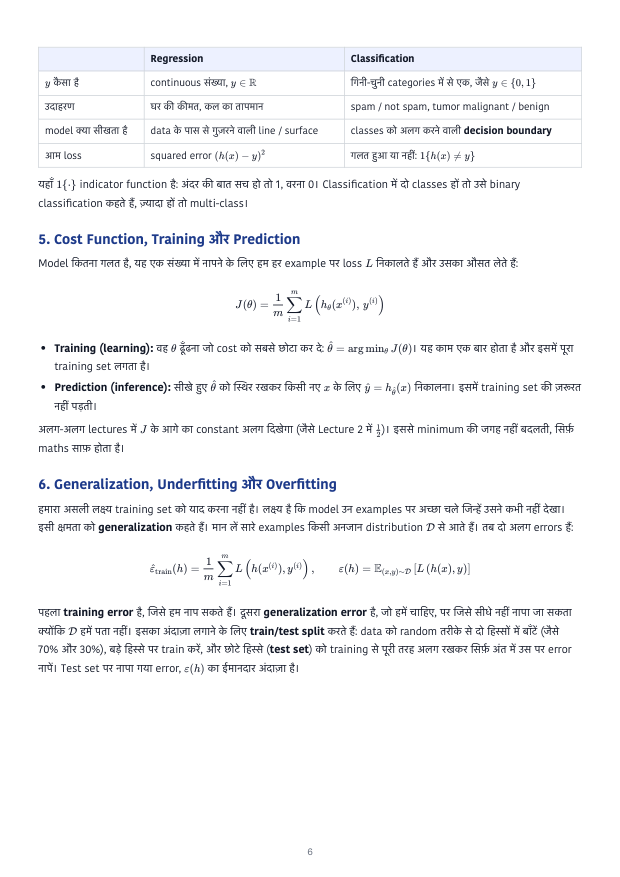 Regression Classification
y कैसा है continuous संख्या, y ∈ ℝ गिनी-चुनी categories में से एक, जैसे y ∈ {0, 1}
उदाहरण घर की कीमत, कल का तापमान spam / not spam, tumor malignant / benign
model क्या सीखता है data के पास से गुज़रने वाली line / surface classes को अलग करने वाली decision boundary
आम loss squared error (h(x) − y)² गलत हुआ या नहीं: 1{h(x) ≠ y}
यहाँ 1{·} indicator function है: अंदर की बात सच हो तो 1, वरना 0। Classification में दो classes हों तो उसे binary
classification कहते हैं, ज़्यादा हों तो multi-class।
5. Cost Function, Training और Prediction
Model कितना गलत है, यह एक संख्या में नापने के लिए हम हर example पर loss L निकालते हैं और उसका औसत लेते हैं:
J(θ) = 1/m ∑_{i=1}^{m} L(h_θ(x^{(i)}), y^{(i)})
• Training (learning): वह θ ढूँढना जो cost को सबसे छोटा कर दे: θ̂ = arg min_θ J(θ)। यह काम एक बार होता है और इसमें पूरा
training set लगता है।
• Prediction (inference): सीखे हुए θ̂ को स्थिर रखकर किसी नए x के लिए ŷ = h_θ̂(x) निकालना। इसमें training set की ज़रूरत
नहीं पड़ती।
अलग-अलग lectures में J के आगे का constant अलग दिखेगा (जैसे Lecture 2 में 1/2)। इससे minimum की जगह नहीं बदलती, सिर्फ़
maths साफ़ होता है।
6. Generalization, Underfitting और Overfitting
हमारा असली लक्ष्य training set को याद करना नहीं है। लक्ष्य है कि model उन examples पर अच्छा चले जिन्हें उसने कभी नहीं देखा।
इसी क्षमता को generalization कहते हैं। मान लें सारे examples किसी अनजान distribution 𝒟 से आते हैं। तब दो अलग errors हैं:
ε̂_train(h) = 1/m ∑_{i=1}^{m} L(h(x^{(i)}), y^{(i)}), ε(h) = 𝔼_{(x,y)∼𝒟} [L (h(x), y)]
पहला training error है, जिसे हम नाप सकते हैं। दूसरा generalization error है, जो हमें चाहिए, पर जिसे सीधे नहीं नापा जा सकता
क्योंकि 𝒟 हमें पता नहीं। इसका अंदाज़ा लगाने के लिए train/test split करते हैं: data को random तरीके से दो हिस्सों में बाँटें (जैसे
70% और 30%), बड़े हिस्से पर train करें, और छोटे हिस्से (test set) को training से पूरी तरह अलग रखकर सिर्फ़ अंत में उस पर error
नापें। Test set पर नापा गया error, ε(h) का ईमानदार अंदाज़ा है।
6